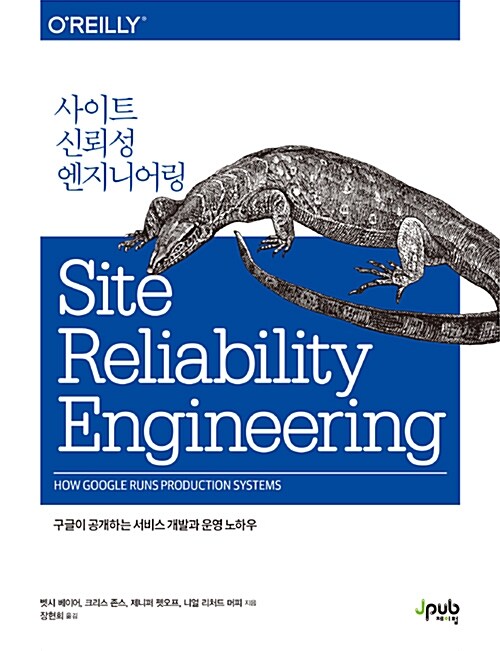 O'REILLY®
사이트
신뢰성
엔지니어링
Site
Reliability
Engineering
HOW GOOGLE RUNS PRODUCTION SYSTEMS
구글이 공개하는 서비스 개발과 운영 노하우
벳시 베이어, 크리스 존스, 제니퍼 펫오프, 니얼 리처드 머피 지음
장현희 옮김
Jpub
제이펍